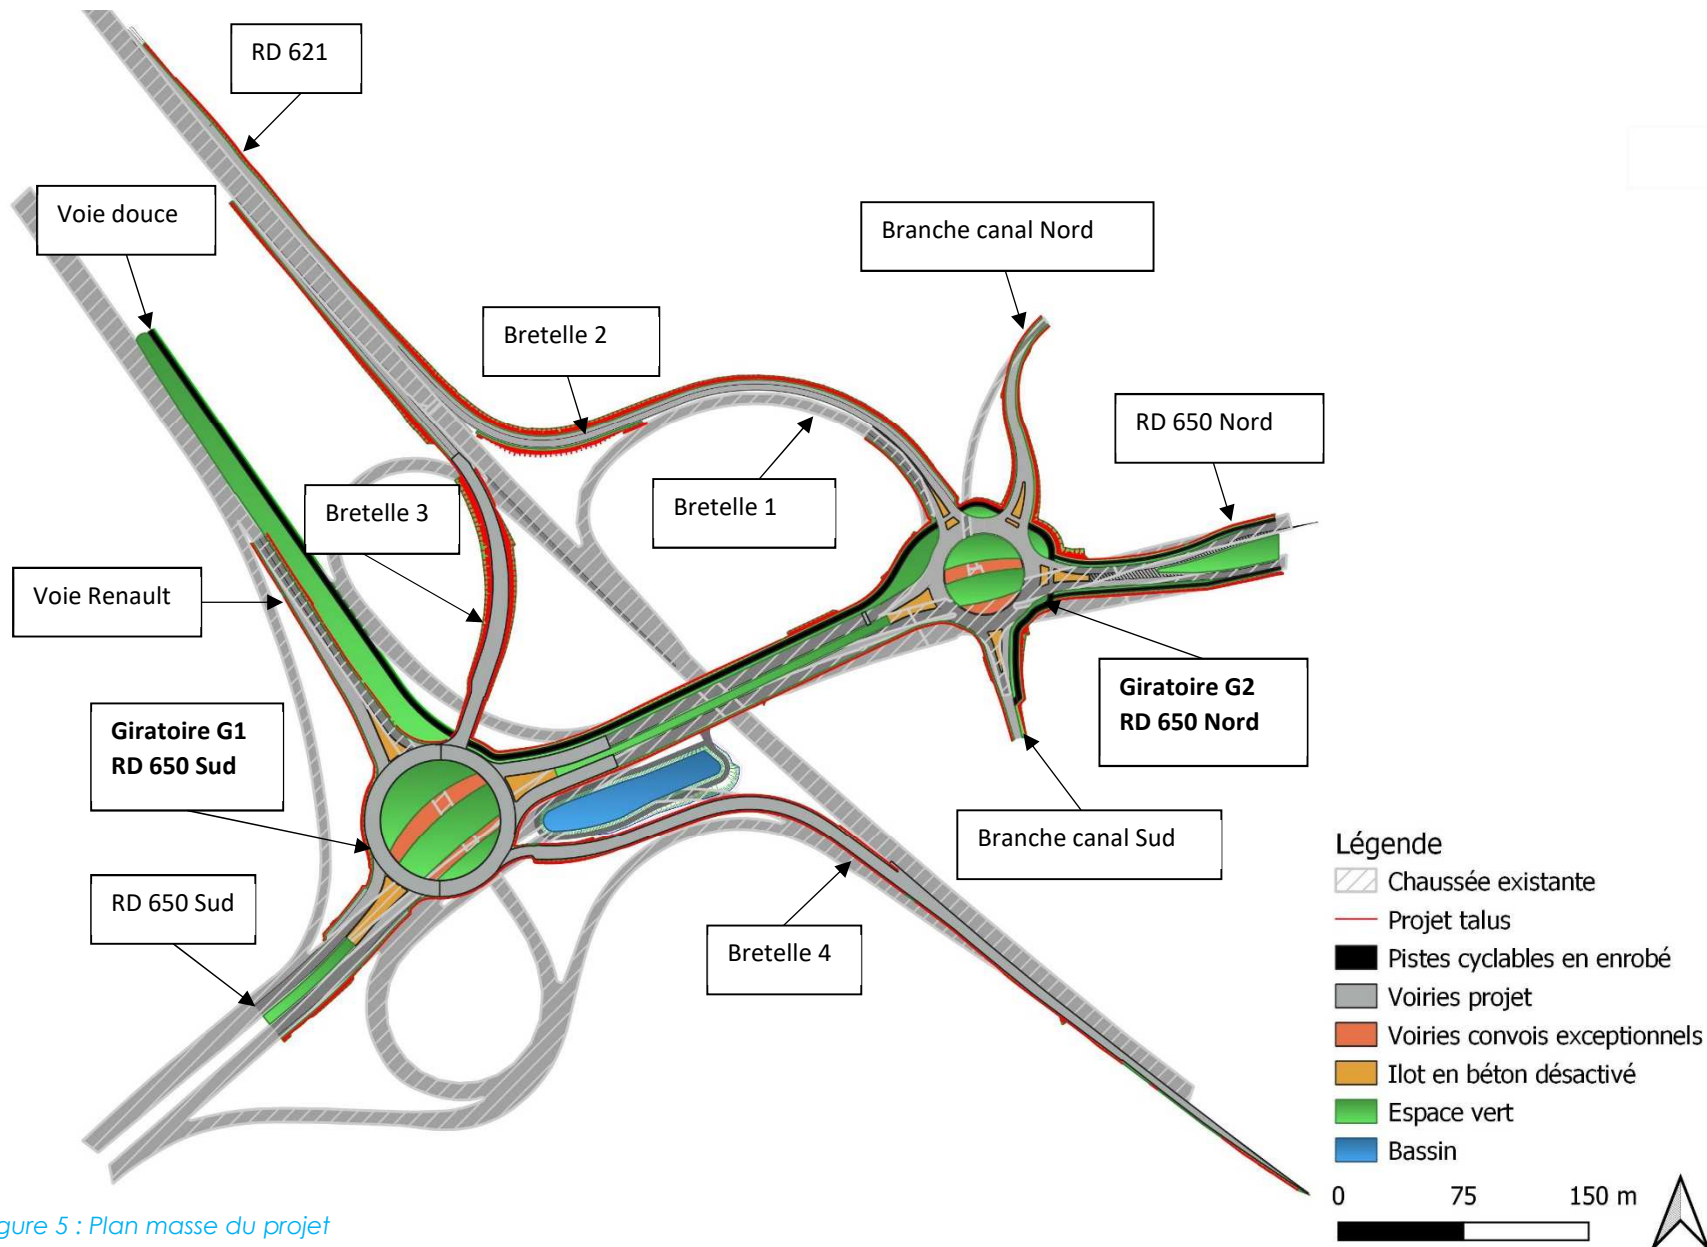 RD 621
Voie douce
Branche canal Nord
Bretelle 2
RD 650 Nord
Bretelle 1
Bretelle 3
Voie Renault
Giratoire G1
RD 650 Sud
Giratoire G2
RD 650 Nord
Branche canal Sud
RD 650 Sud
Bretelle 4
Légende
Chaussée existante
Projet talus
Pistes cyclables en enrobé
Voiries projet
Voiries convois exceptionnels
Ilot en béton désactivé
Espace vert
Bassin
0 75 150 m
gure 5 : Plan masse du projet